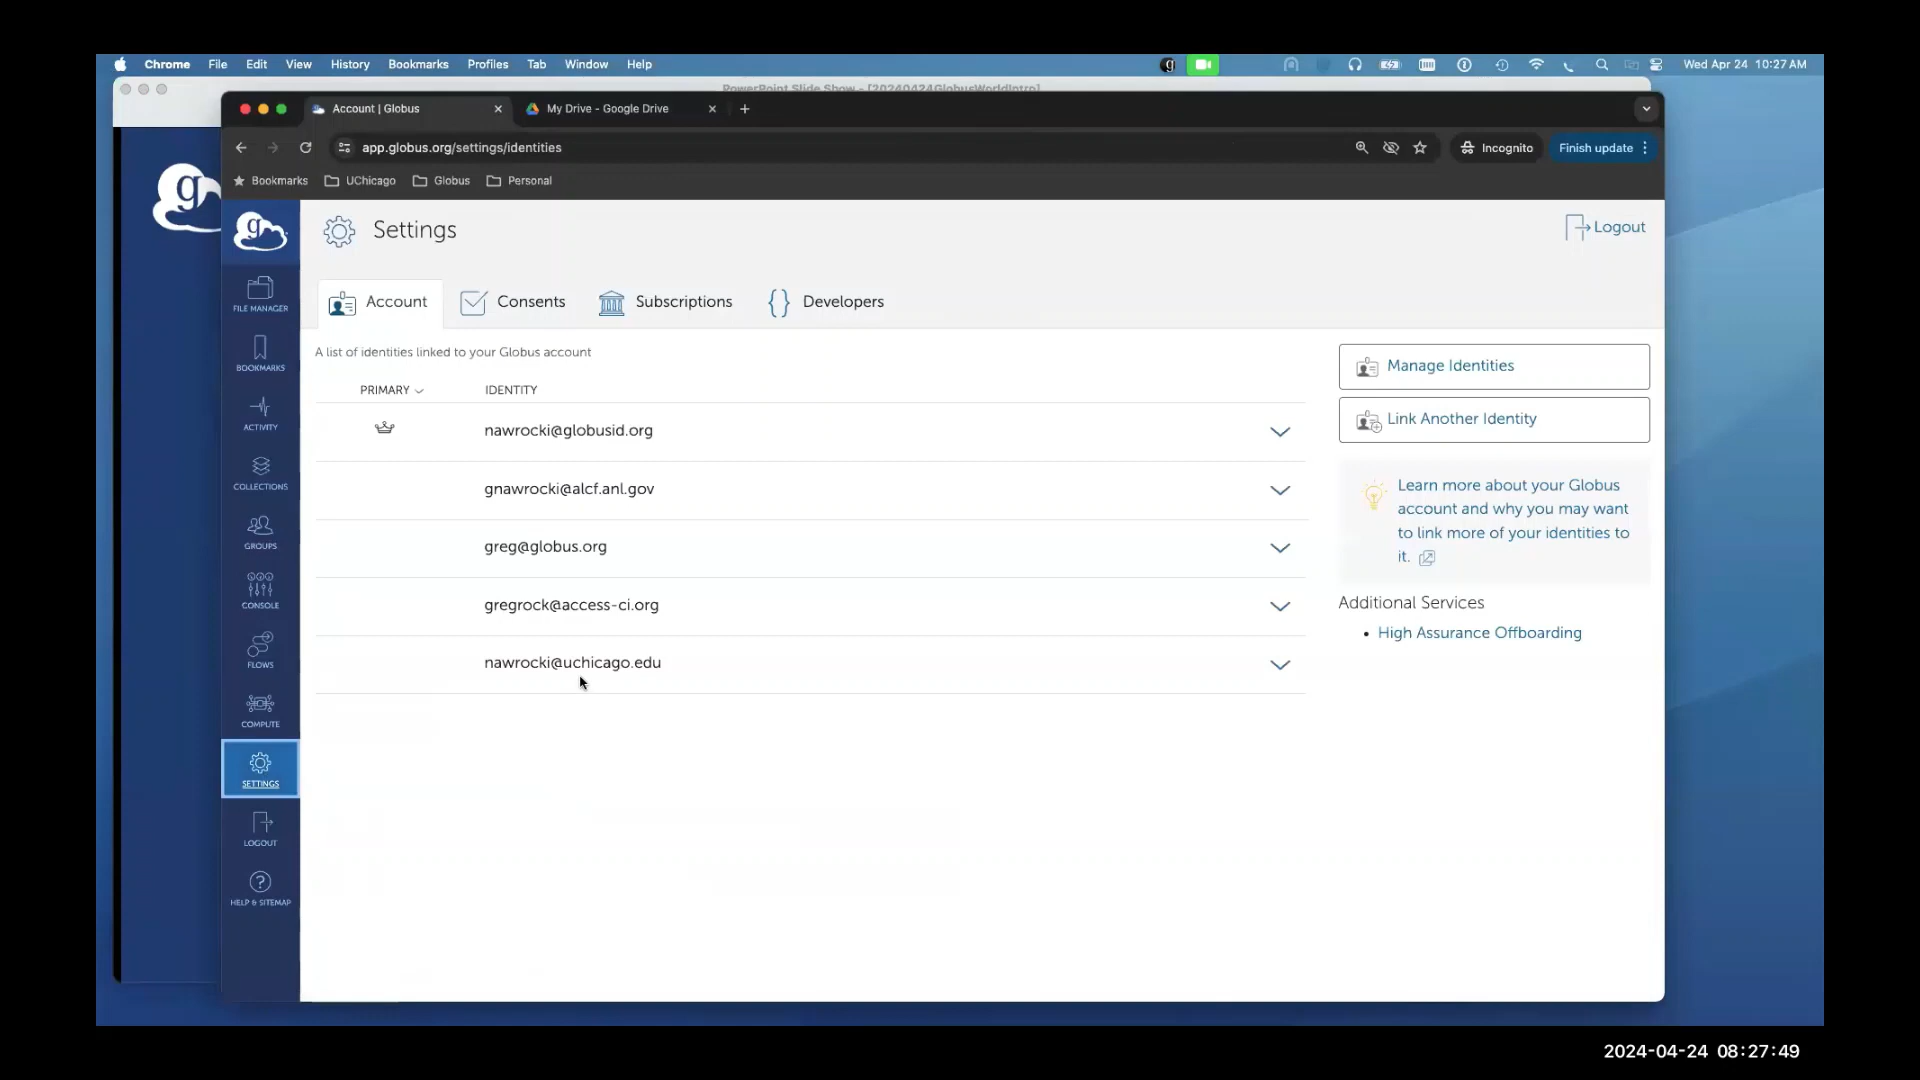 Chrome File Edit View History Bookmarks Profiles Tab Window Help
Wed Apr 24 10:27 AM
PowerPoint Slide Show - [20240424GlobusWorldIntro]
Account | Globus
My Drive - Google Drive
app.globus.org/settings/identities
Incognito
Finish update
Bookmarks
UChicago
Globus
Personal
g
g
Settings
Logout
FILE MANAGER
BOOKMARKS
ACTIVITY
COLLECTIONS
GROUPS
CONSOLE
FLOWS
COMPUTE
SETTINGS
LOGOUT
HELP & SITEMAP
Account
Consents
Subscriptions
Developers
A list of identities linked to your Globus account
PRIMARY
IDENTITY
nawrocki@globusid.org
gnawrocki@alcf.anl.gov
greg@globus.org
gregrock@access-ci.org
nawrocki@uchicago.edu
Manage Identities
Link Another Identity
Learn more about your Globus
account and why you may want
to link more of your identities to
it.
Additional Services
High Assurance Offboarding
2024-04-24 08:27:49